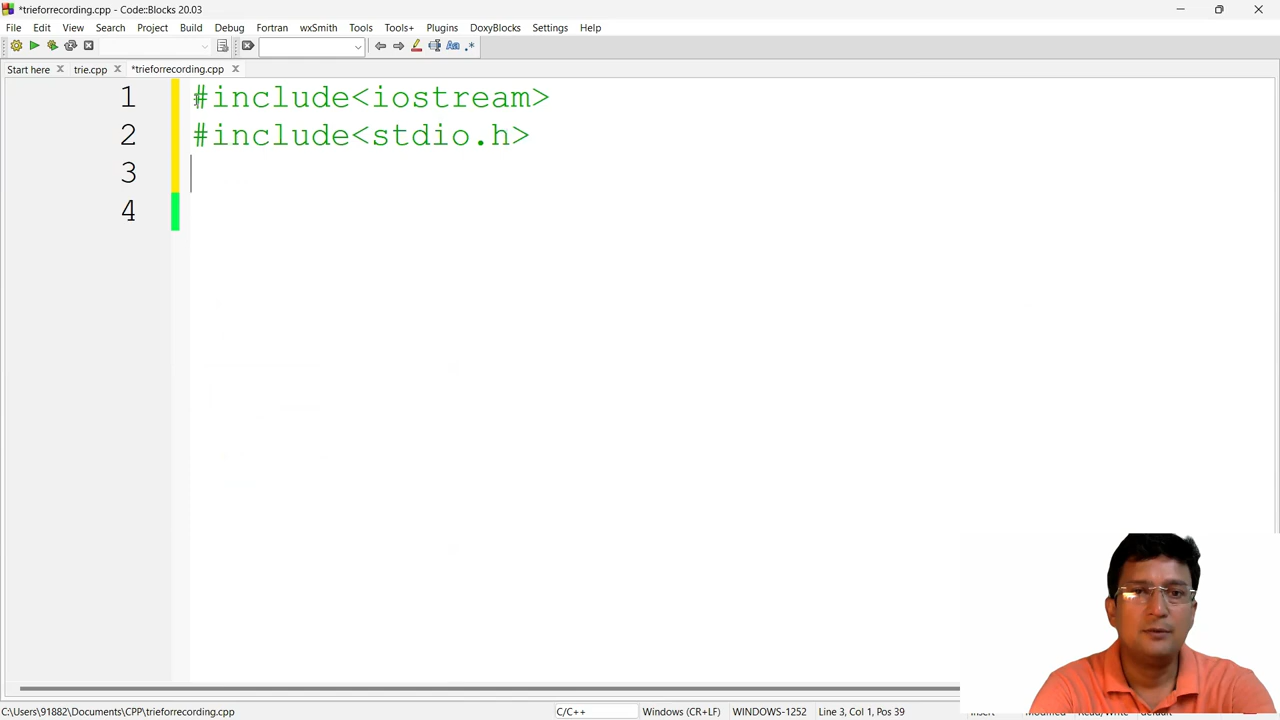 *trieforrecording.cpp - Code::Blocks 20.03
File Edit View Search Project Build Debug Fortran wxSmith Tools Tools+ Plugins DoxyBlocks Settings Help
Start here trie.cpp *trieforrecording.cpp
1 #include<iostream>
2 #include<stdio.h>
3
4
C:\Users\91882\Documents\CPP\trieforrecording.cpp C/C++ Windows (CR+LF) WINDOWS-1252 Line 3, Col 1, Pos 39